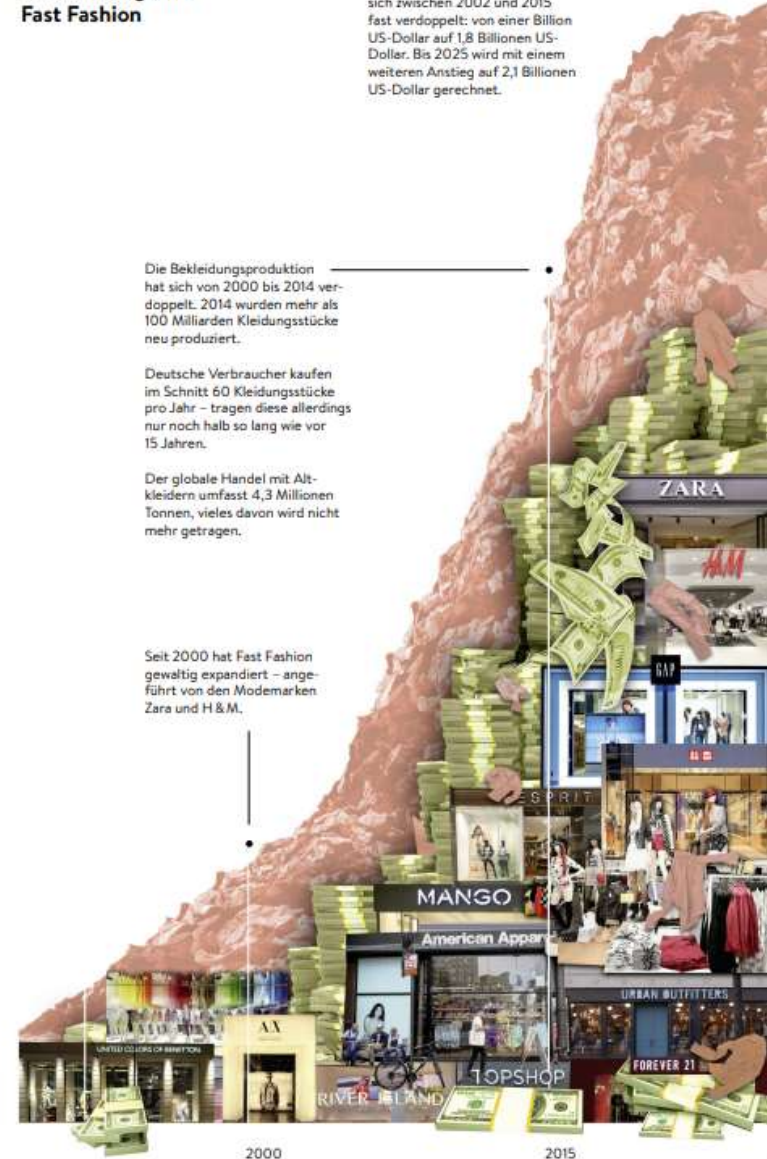 Fast Fashion
sich zwischen 2002 und 2015
fast verdoppelt: von einer Billion
US-Dollar auf 1,8 Billionen US-
Dollar. Bis 2025 wird mit einem
weiteren Anstieg auf 2,1 Billionen
US-Dollar gerechnet.
Die Bekleidungsproduktion
hat sich von 2000 bis 2014 ver-
doppelt. 2014 wurden mehr als
100 Milliarden Kleidungsstücke
neu produziert.
Deutsche Verbraucher kaufen
im Schnitt 60 Kleidungsstücke
pro Jahr – tragen diese allerdings
nur noch halb so lang wie vor
15 Jahren.
Der globale Handel mit Alt-
kleidern umfasst 4,3 Millionen
Tonnen, vieles davon wird nicht
mehr getragen.
Seit 2000 hat Fast Fashion
gewaltig expandiert – ange-
führt von den Modemarken
Zara und H & M.
ZARA
H&M
GAP
ESPRIT
MANGO
American Appar
URBAN OUTFITTERS
A|X
UNITED COLORS OF BENETTON
FOREVER 21
TOPSHOP
RIVER ISLAND
2000
2015